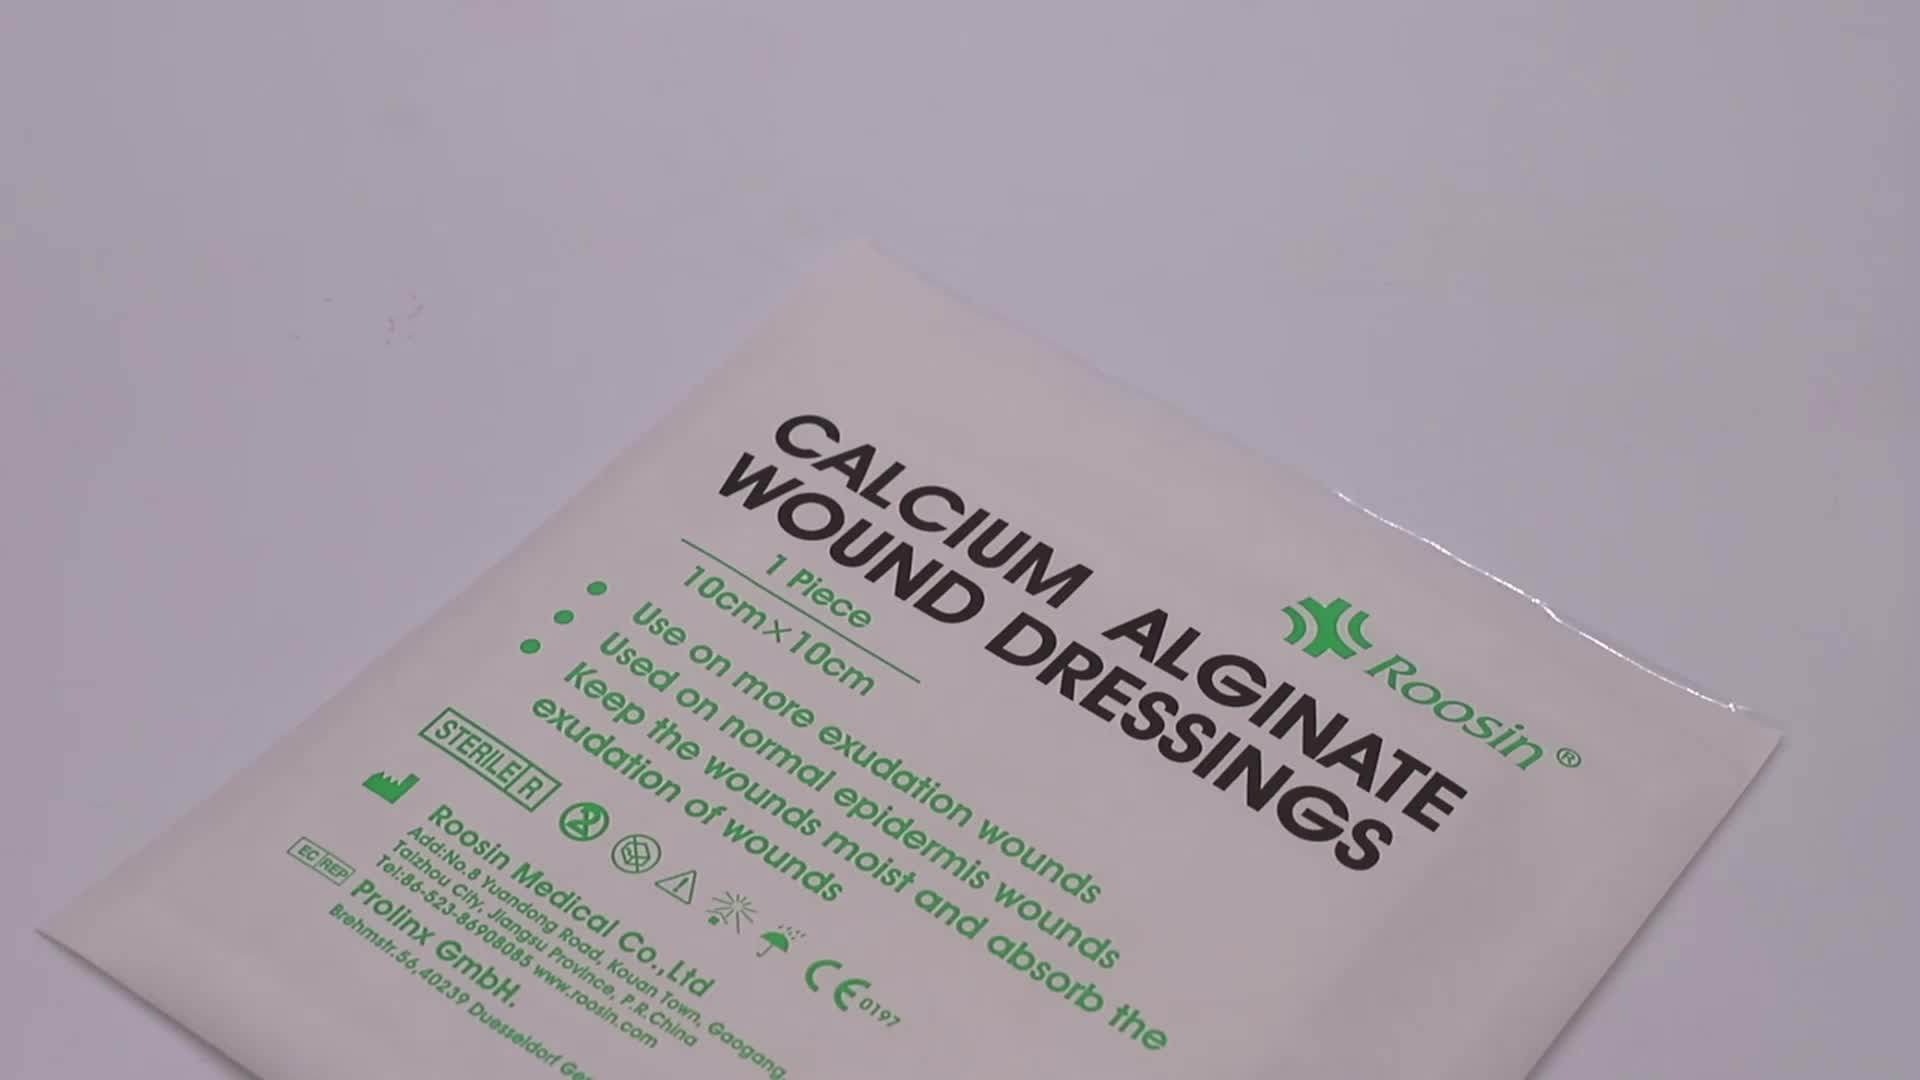 Roosin®
CALCIUM ALGINATE
WOUND DRESSINGS
1 Piece
10cm×10cm
Use on more exudation wounds
Used on normal epidermis wounds
Keep the wounds moist and absorb the
exudation of wounds
STERILE R
2
Roosin Medical Co.,Ltd
Add:No.8 Yuandong Road, Kouan Town, Gaogang,
Taizhou City, Jiangsu Province, P.R.China
Tel:86-523-8690805 www.roosin.com
CE 0197
EC REP
Prolinx GmbH.
Brehmstr.56,40239 Duesseldorf Ge